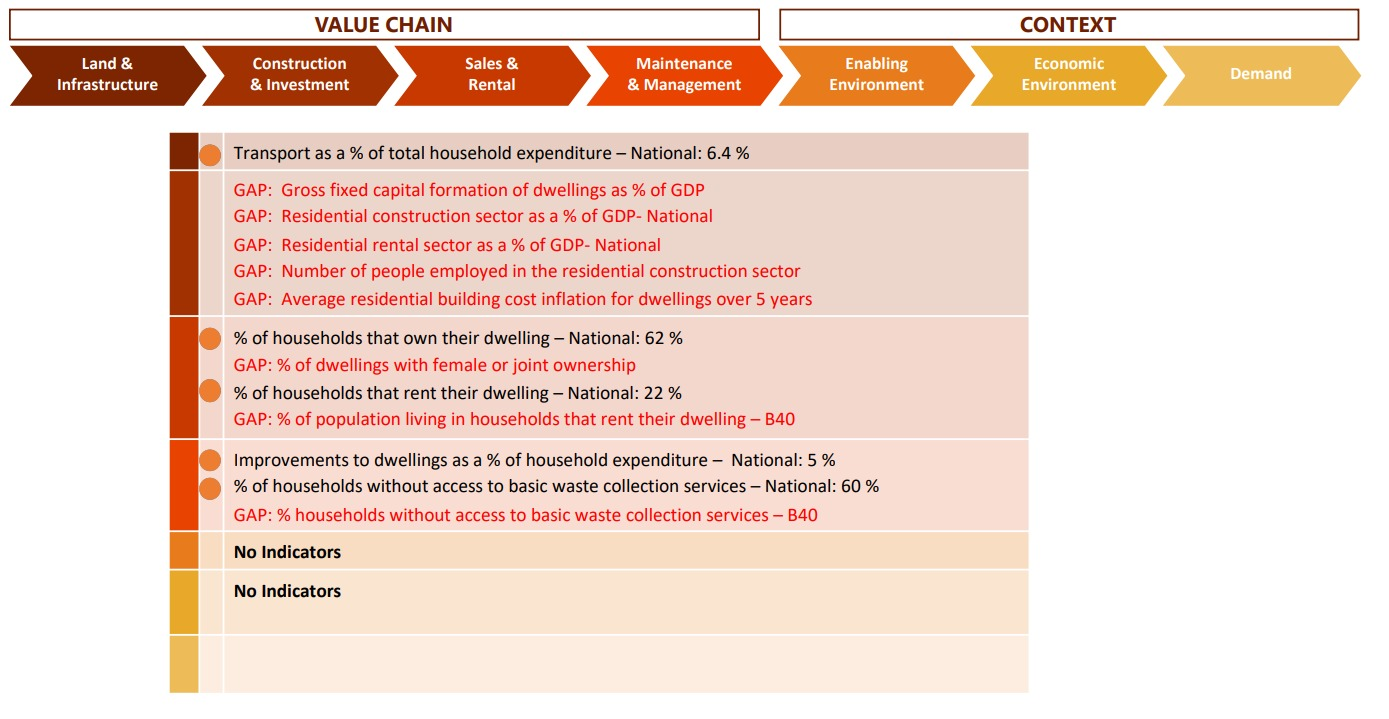 VALUE CHAIN
CONTEXT
Land &
Infrastructure
Construction
& Investment
Sales &
Rental
Maintenance
& Management
Enabling
Environment
Economic
Environment
Demand
Transport as a % of total household expenditure – National: 6.4 %
GAP:  Gross fixed capital formation of dwellings as % of GDP
GAP:  Residential construction sector as a % of GDP- National
GAP:  Residential rental sector as a % of GDP- National
GAP:  Number of people employed in the residential construction sector
GAP:  Average residential building cost inflation for dwellings over 5 years
% of households that own their dwelling – National: 62 %
GAP: % of dwellings with female or joint ownership
% of households that rent their dwelling – National: 22 %
GAP: % of population living in households that rent their dwelling – B40
Improvements to dwellings as a % of household expenditure –  National: 5 %
% of households without access to basic waste collection services – National: 60 %
GAP: % households without access to basic waste collection services – B40
No Indicators
No Indicators